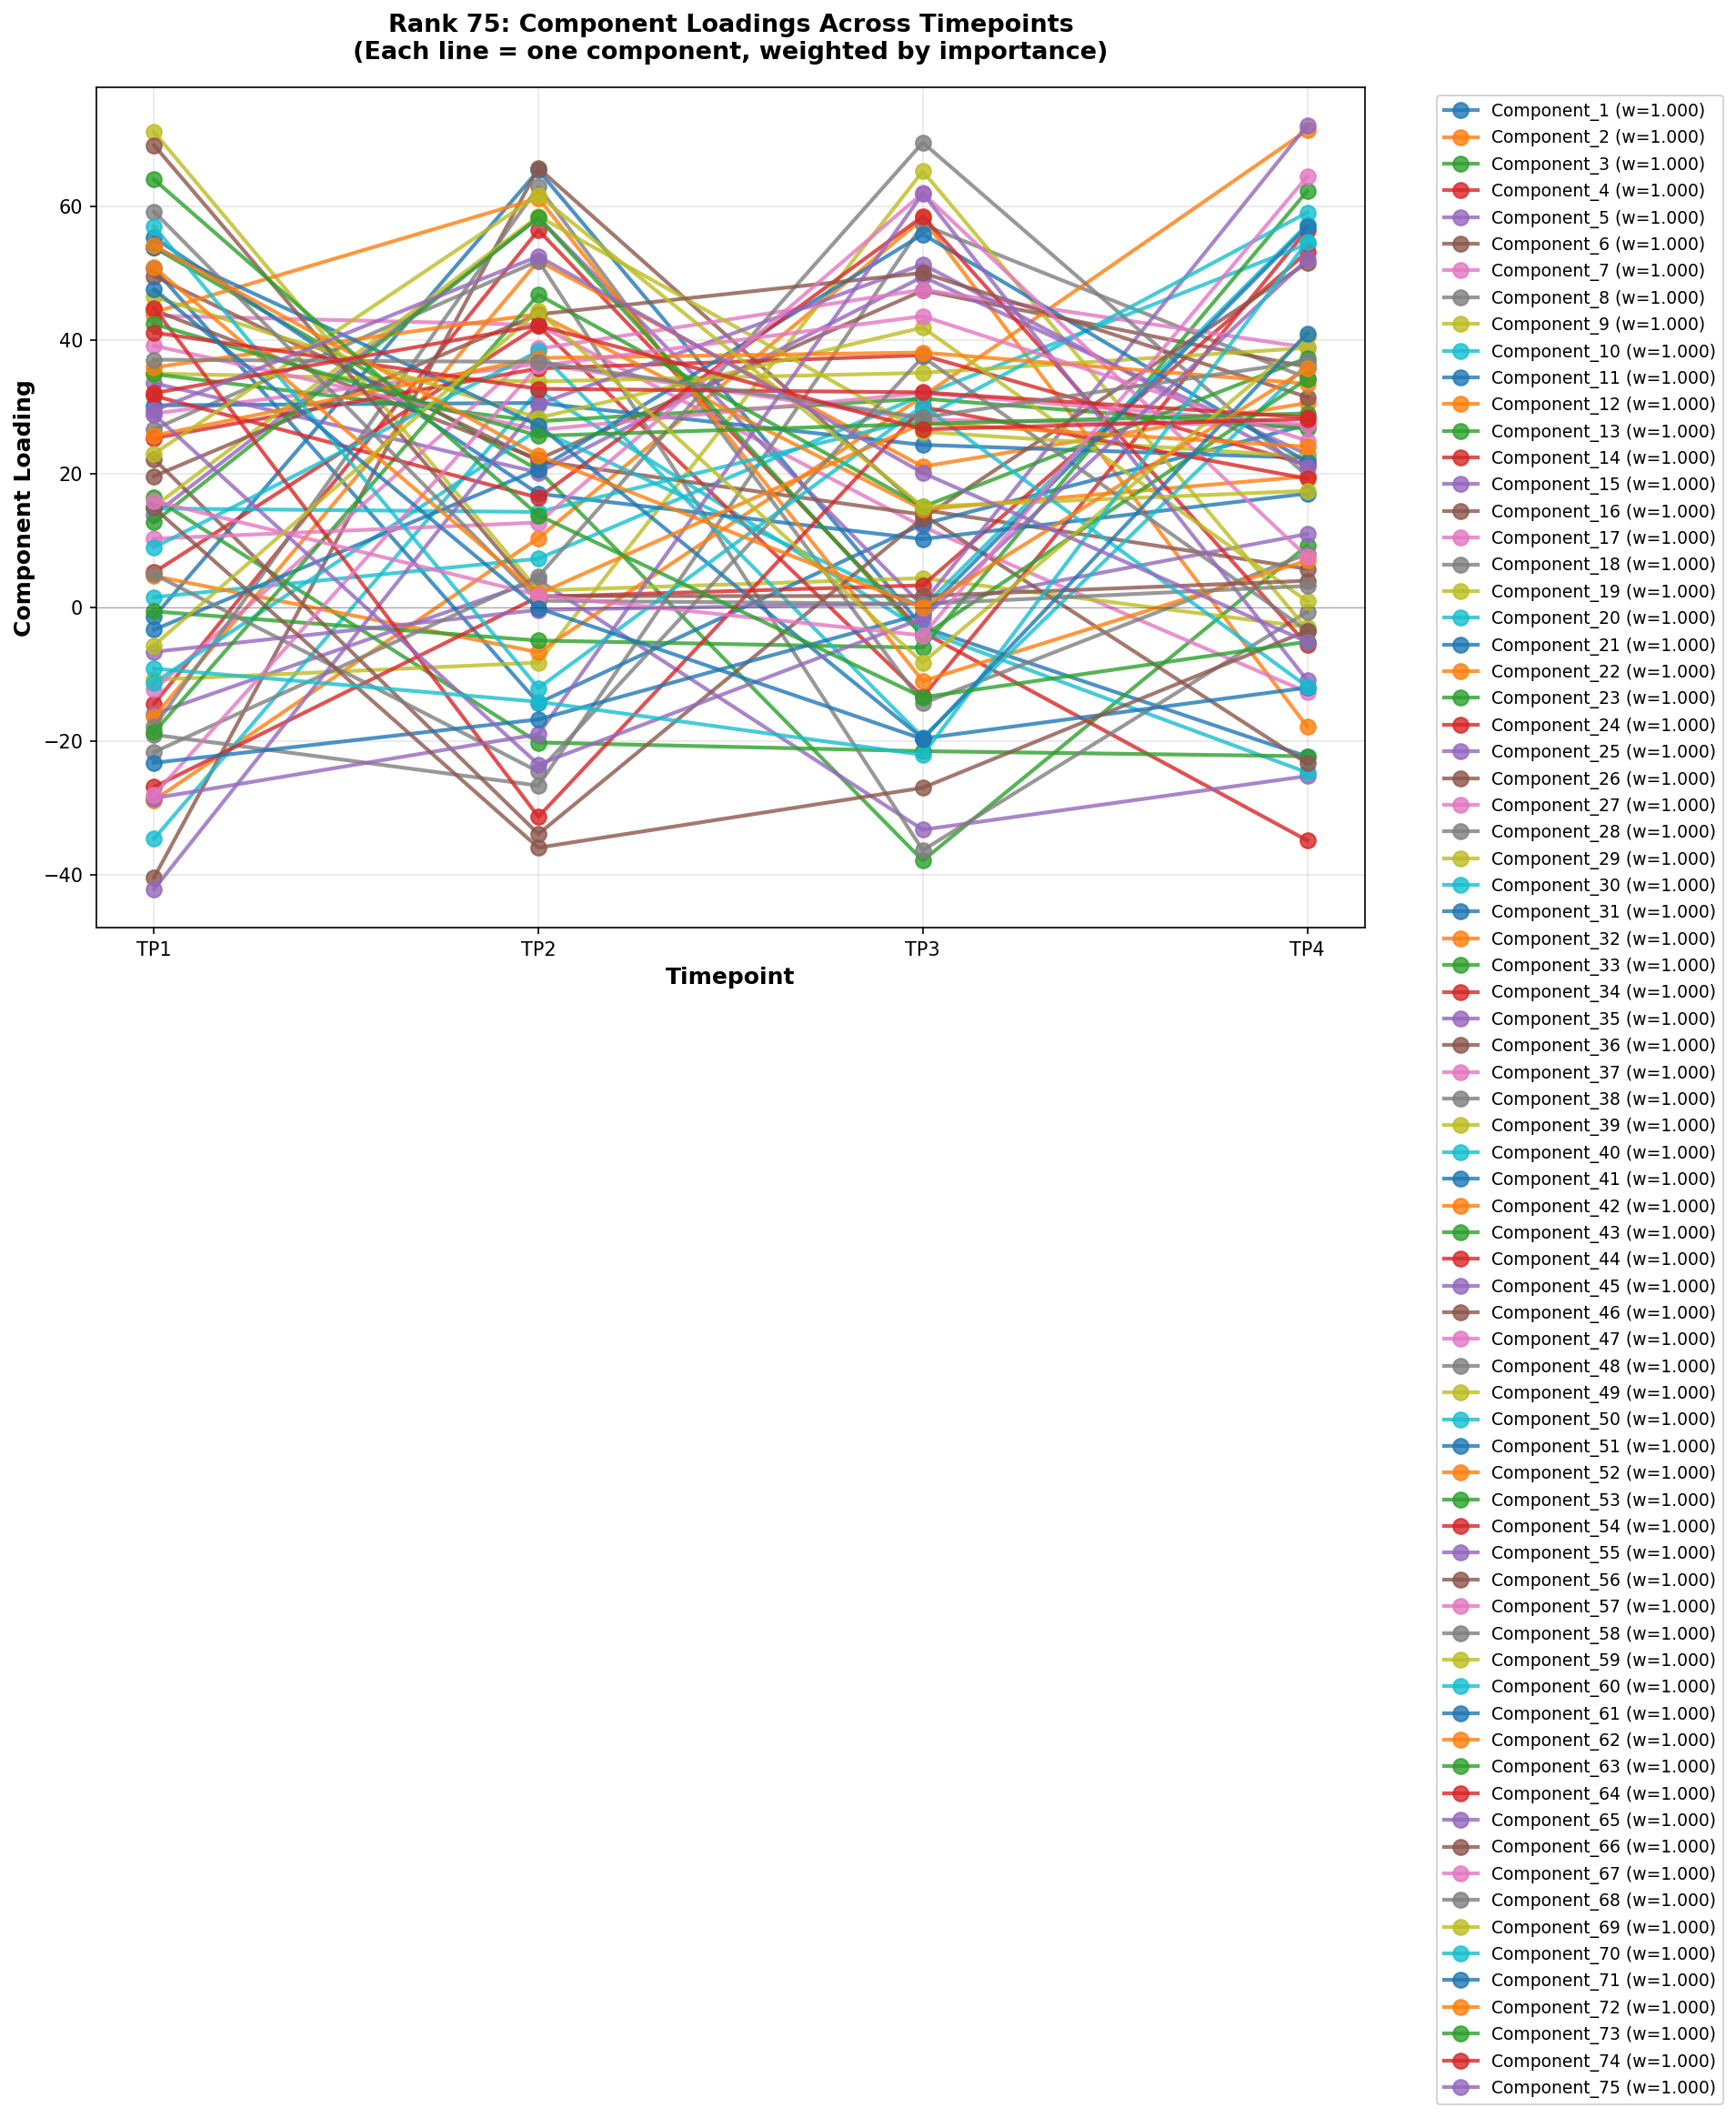 Rank 75: Component Loadings Across Timepoints
(Each line = one component, weighted by importance)
Component Loading
60
40
20
0
−20
−40
TP1
TP2
TP3
TP4
Timepoint
Component_1 (w=1.000)
Component_2 (w=1.000)
Component_3 (w=1.000)
Component_4 (w=1.000)
Component_5 (w=1.000)
Component_6 (w=1.000)
Component_7 (w=1.000)
Component_8 (w=1.000)
Component_9 (w=1.000)
Component_10 (w=1.000)
Component_11 (w=1.000)
Component_12 (w=1.000)
Component_13 (w=1.000)
Component_14 (w=1.000)
Component_15 (w=1.000)
Component_16 (w=1.000)
Component_17 (w=1.000)
Component_18 (w=1.000)
Component_19 (w=1.000)
Component_20 (w=1.000)
Component_21 (w=1.000)
Component_22 (w=1.000)
Component_23 (w=1.000)
Component_24 (w=1.000)
Component_25 (w=1.000)
Component_26 (w=1.000)
Component_27 (w=1.000)
Component_28 (w=1.000)
Component_29 (w=1.000)
Component_30 (w=1.000)
Component_31 (w=1.000)
Component_32 (w=1.000)
Component_33 (w=1.000)
Component_34 (w=1.000)
Component_35 (w=1.000)
Component_36 (w=1.000)
Component_37 (w=1.000)
Component_38 (w=1.000)
Component_39 (w=1.000)
Component_40 (w=1.000)
Component_41 (w=1.000)
Component_42 (w=1.000)
Component_43 (w=1.000)
Component_44 (w=1.000)
Component_45 (w=1.000)
Component_46 (w=1.000)
Component_47 (w=1.000)
Component_48 (w=1.000)
Component_49 (w=1.000)
Component_50 (w=1.000)
Component_51 (w=1.000)
Component_52 (w=1.000)
Component_53 (w=1.000)
Component_54 (w=1.000)
Component_55 (w=1.000)
Component_56 (w=1.000)
Component_57 (w=1.000)
Component_58 (w=1.000)
Component_59 (w=1.000)
Component_60 (w=1.000)
Component_61 (w=1.000)
Component_62 (w=1.000)
Component_63 (w=1.000)
Component_64 (w=1.000)
Component_65 (w=1.000)
Component_66 (w=1.000)
Component_67 (w=1.000)
Component_68 (w=1.000)
Component_69 (w=1.000)
Component_70 (w=1.000)
Component_71 (w=1.000)
Component_72 (w=1.000)
Component_73 (w=1.000)
Component_74 (w=1.000)
Component_75 (w=1.000)